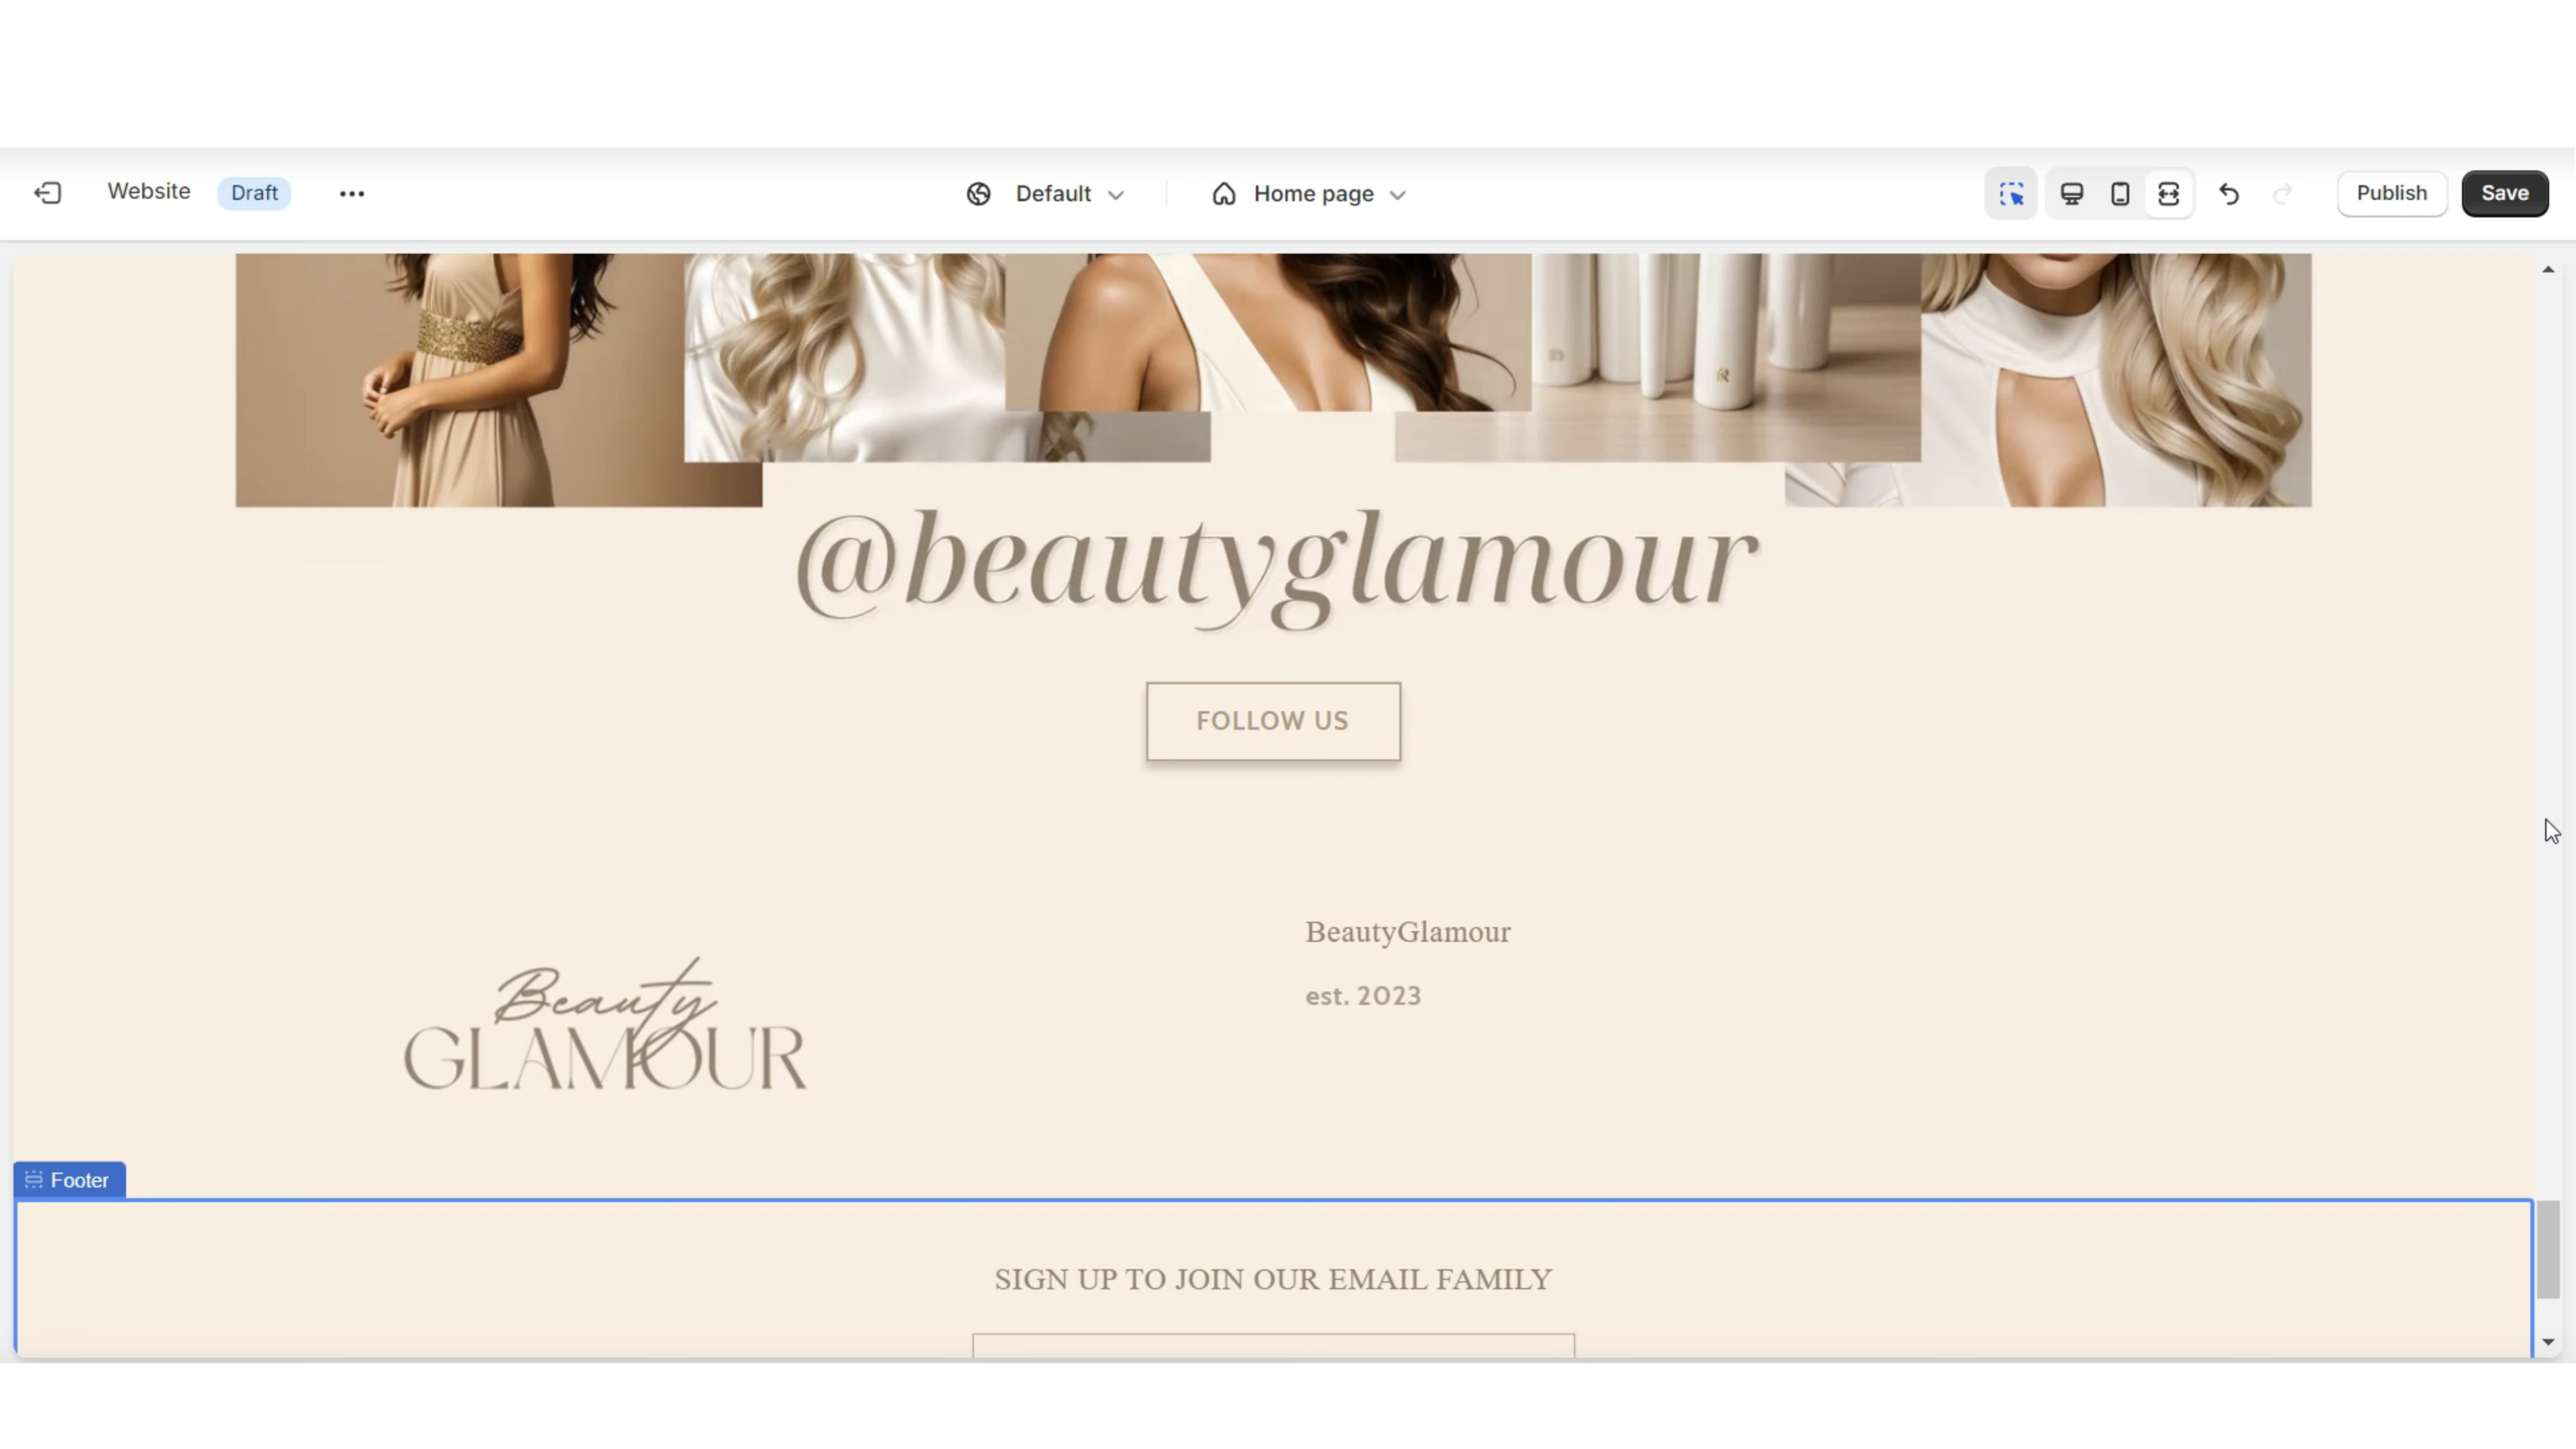 Website
Draft
Default
Home page
Publish
Save
@beautyglamour
FOLLOW US
BeautyGlamour
est. 2023
Beauty
GLAMOUR
Footer
SIGN UP TO JOIN OUR EMAIL FAMILY